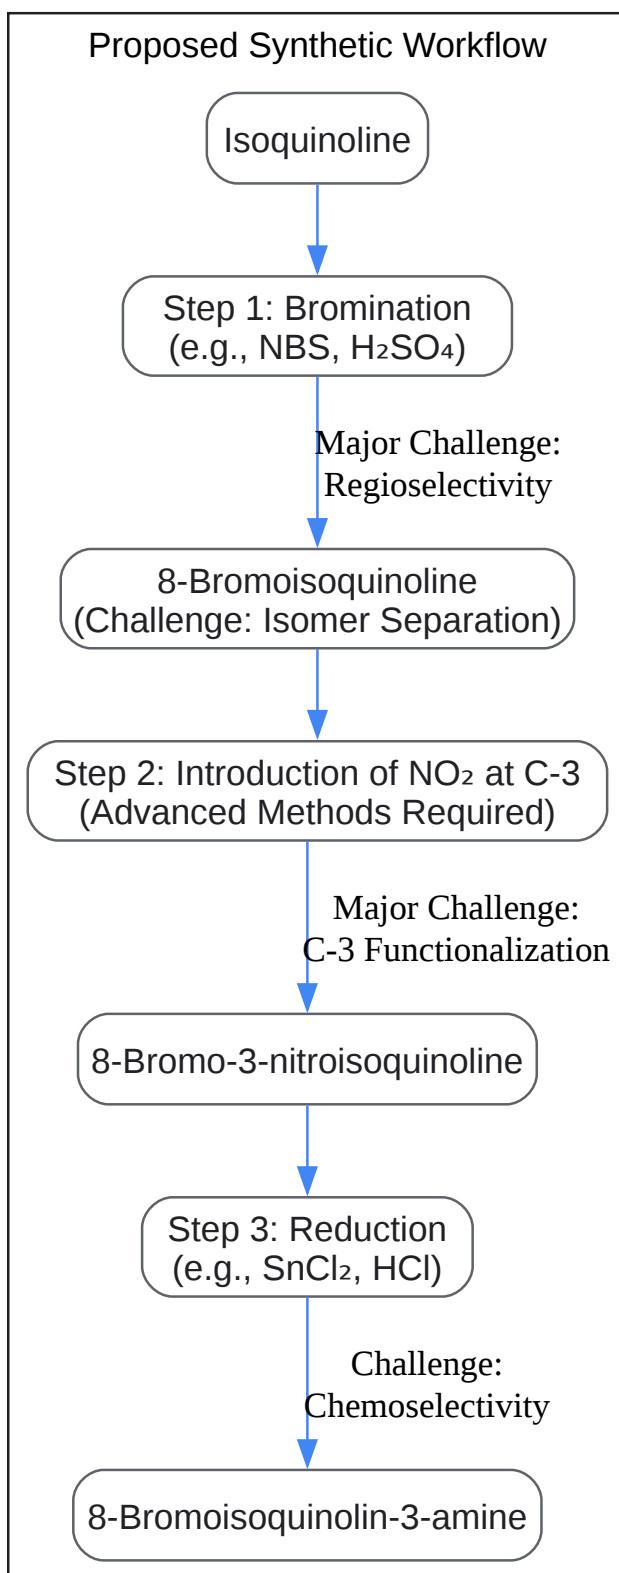 Proposed Synthetic Workflow
Isoquinoline
Step 1: Bromination
(e.g., NBS, H₂SO₄)
Major Challenge:
Regioselectivity
8-Bromoisoquinoline
(Challenge: Isomer Separation)
Step 2: Introduction of NO₂ at C-3
(Advanced Methods Required)
Major Challenge:
C-3 Functionalization
8-Bromo-3-nitroisoquinoline
Step 3: Reduction
(e.g., SnCl₂, HCl)
Challenge:
Chemoselectivity
8-Bromoisoquinolin-3-amine